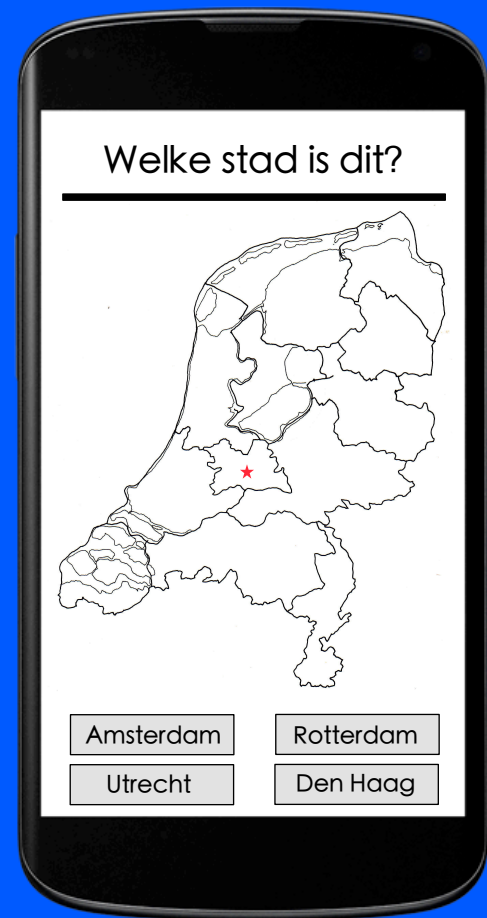 Welke stad is dit?
Amsterdam
Rotterdam
Utrecht
Den Haag